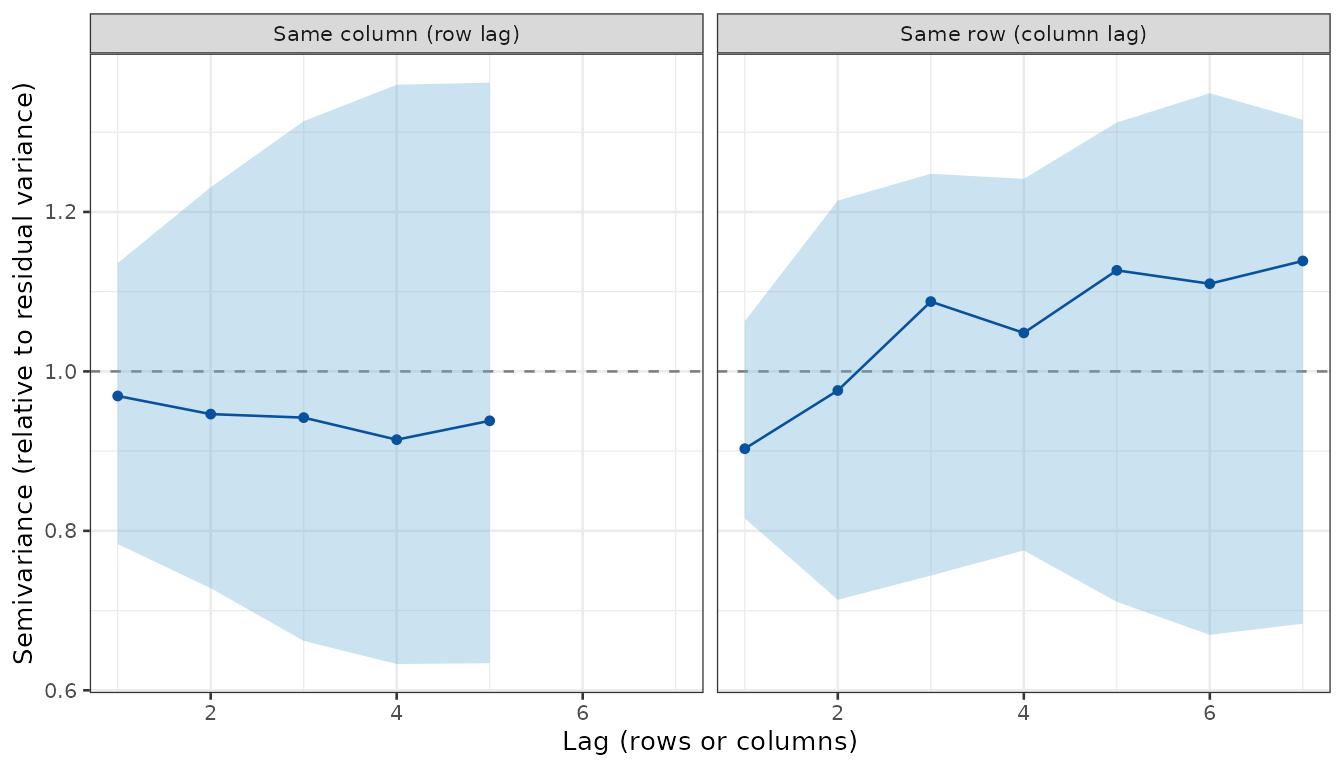 Same column (row lag)
Same row (column lag)
Semivariance (relative to residual variance)
1.2
1.0
0.8
0.6
2
4
6
2
4
6
Lag (rows or columns)